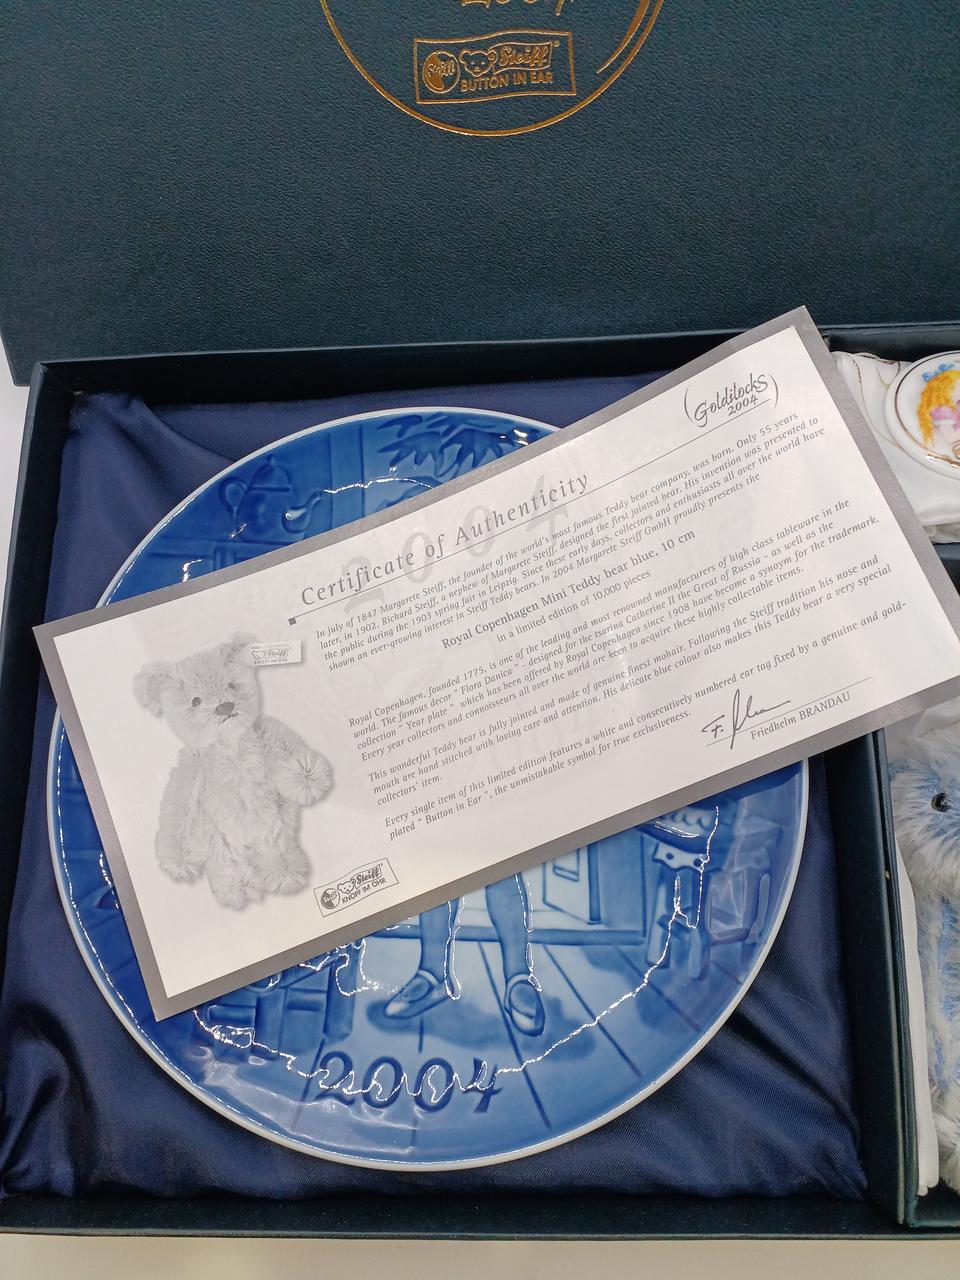 2004
Steiff
Steiff
BUTTON IN EAR
Goldilocks
2004
Certificate of Authenticity
In july of 1847 Margarete Steiff, the founder of the world's most famous Teddy bear company, was born. Only 55 years
later, in 1902, Richard Steiff, a nephew of Margarete Steiff, designed the first jointed bear. His invention was presented to
the public during the 1903 spring fair in Leipzig. Since these early days, collectors and enthusiasts all over the world have
shown an ever-growing interest in Steiff Teddy bears. In 2004 Margarete Steiff GmbH proudly presents the
Royal Copenhagen Mini Teddy bear blue, 10 cm
in a limited edition of 10,000 pieces
Royal Copenhagen, founded 1775, is one of the leading and most renowned manufacturers of high class tableware in the
world. The famous decor " Flora Danica " - designed for the tsarina Catherine II the Great of Russia - as well as the
collection " Year plate ", which has been offered by Royal Copenhagen since 1908 have become a synonym for the trademark.
Every year collectors and connoisseurs all over the world are keen to acquire these highly collectable items.
This wonderful Teddy bear is fully jointed and made of genuine finest mohair. Following the Steiff tradition his nose and
mouth are hand stitched with loving care and attention. His delicate blue colour also makes this Teddy bear a very special
collectors' item.
Every single item of this limited edition features a white and consecutively numbered ear tag fixed by a genuine and gold-
plated " Button in Ear ", the unmistakable symbol for true exclusiveness.
Friedhelm BRANDAU
Steiff
KNOPF IM OHR
Steiff
KNOPF IM OHR
2004